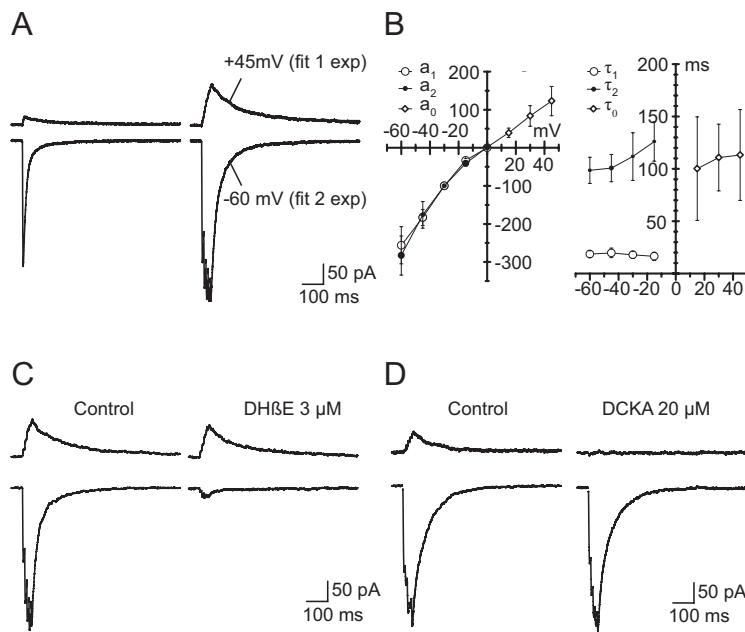 A
+45mV (fit 1 exp)
-60 mV (fit 2 exp)
50 pA
100 ms
B
a1
a2
a0
200
100
mV
-60 -40 -20
20 40
-100
-200
-300
τ1
τ2
τ0
ms
200
150
100
50
-60 -40 -20 0 20 40
C
Control
DHßE 3 µM
50 pA
100 ms
D
Control
DCKA 20 µM
50 pA
100 ms